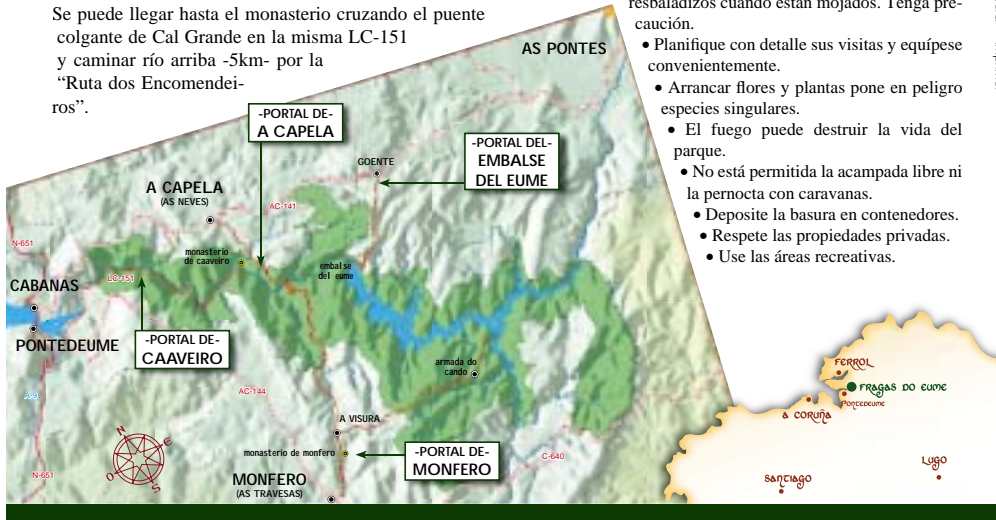 Se puede llegar hasta el monasterio cruzando el puente
colgante de Cal Grande en la misma LC-151
y caminar río arriba -5km- por la
“Ruta dos Encomendei-
ros”.
resbaladizos cuando están mojados. Tenga pre-
caución.
• Planifique con detalle sus visitas y equípese
convenientemente.
• Arrancar flores y plantas pone en peligro
especies singulares.
• El fuego puede destruir la vida del
parque.
• No está permitida la acampada libre ni
la pernocta con caravanas.
• Deposite la basura en contenedores.
• Respete las propiedades privadas.
• Use las áreas recreativas.
AS PONTES
-PORTAL DE-
A CAPELA
-PORTAL DEL-
EMBALSE
DEL EUME
GOENTE
A CAPELA
(AS NEVES)
AC-141
N-651
monasterio
de caaveiro
embalse
del eume
LC-151
CABANAS
PONTEDEUME
-PORTAL DE-
CAAVEIRO
armada do
cando
A-9
AC-144
A VISURA
monasterio de monfero
-PORTAL DE-
MONFERO
C-640
MONFERO
(AS TRAVESAS)
N-651
N
E
S
O
FERROL
FRAGAS DO EUME
PONTEDEUME
A CORUÑA
SANTIAGO
LUGO